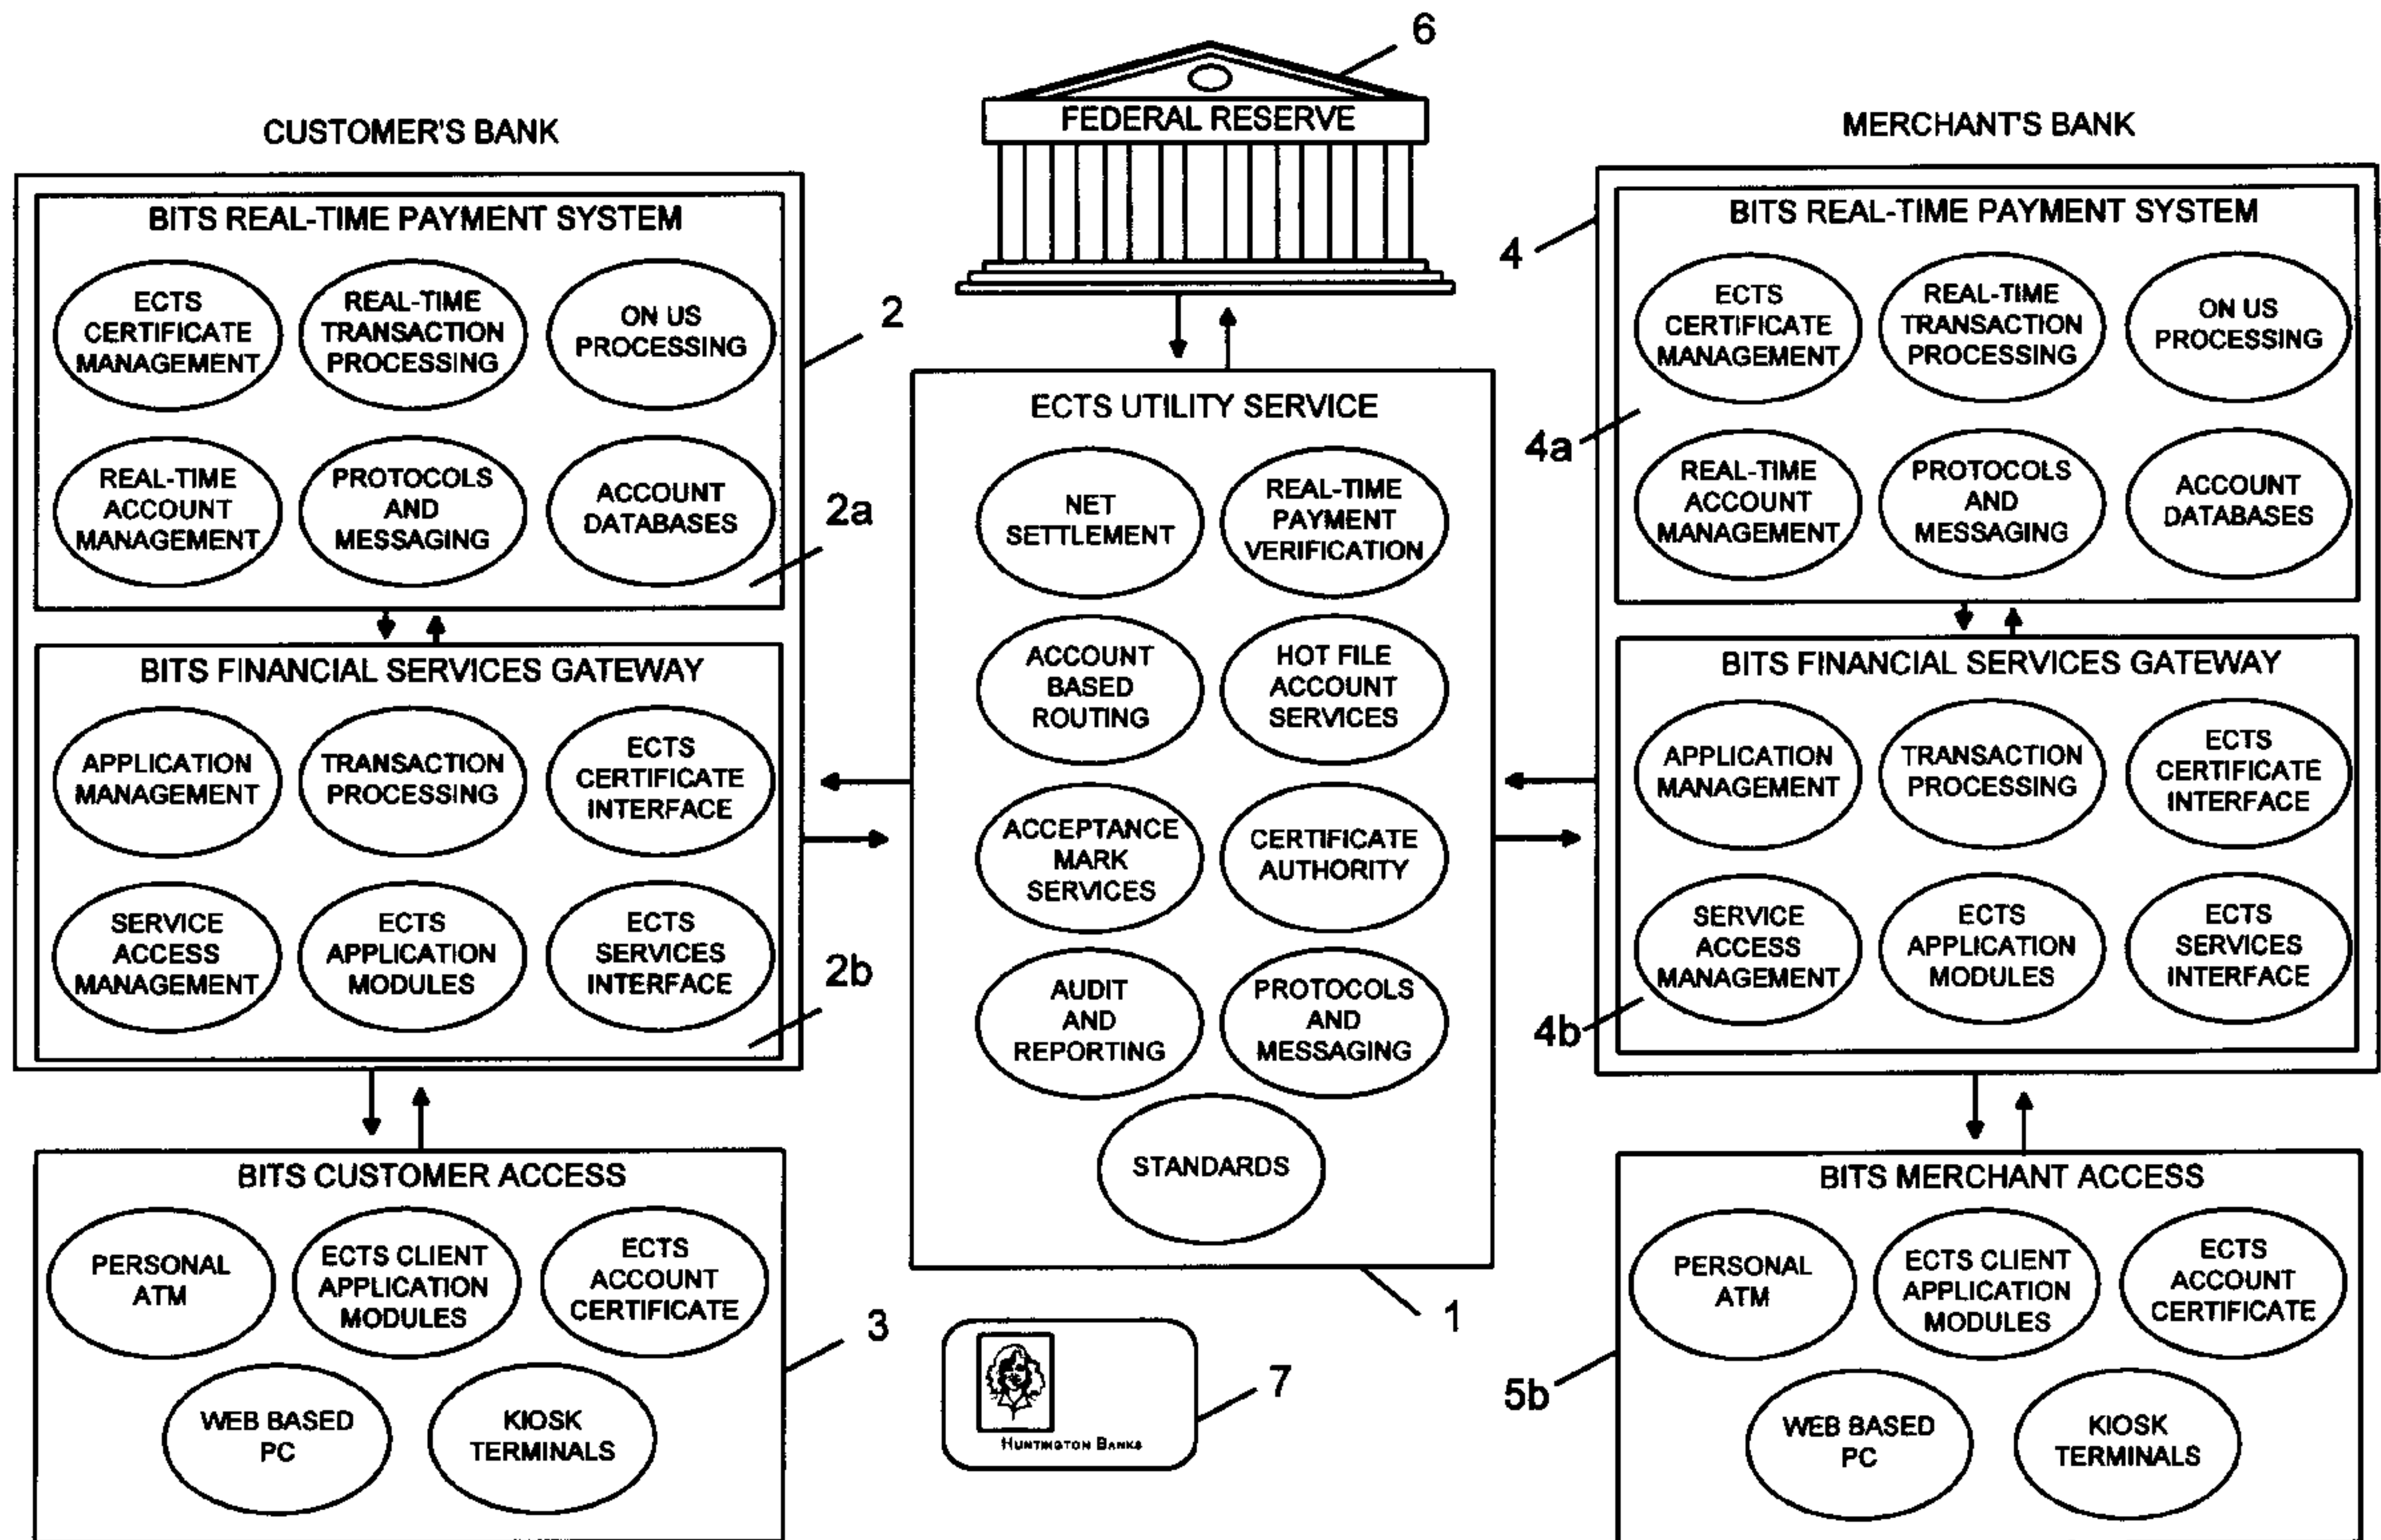 6
FEDERAL RESERVE
CUSTOMER'S BANK
BITS REAL-TIME PAYMENT SYSTEM
ECTS
CERTIFICATE
MANAGEMENT
REAL-TIME
TRANSACTION
PROCESSING
ON US
PROCESSING
REAL-TIME
ACCOUNT
MANAGEMENT
PROTOCOLS
AND
MESSAGING
ACCOUNT
DATABASES
2
2a
BITS FINANCIAL SERVICES GATEWAY
APPLICATION
MANAGEMENT
TRANSACTION
PROCESSING
ECTS
CERTIFICATE
INTERFACE
SERVICE
ACCESS
MANAGEMENT
ECTS
APPLICATION
MODULES
ECTS
SERVICES
INTERFACE
2b
BITS CUSTOMER ACCESS
PERSONAL
ATM
ECTS CLIENT
APPLICATION
MODULES
ECTS
ACCOUNT
CERTIFICATE
WEB BASED
PC
KIOSK
TERMINALS
3
ECTS UTILITY SERVICE
NET
SETTLEMENT
REAL-TIME
PAYMENT
VERIFICATION
ACCOUNT
BASED
ROUTING
HOT FILE
ACCOUNT
SERVICES
ACCEPTANCE
MARK
SERVICES
CERTIFICATE
AUTHORITY
AUDIT
AND
REPORTING
PROTOCOLS
AND
MESSAGING
STANDARDS
1
HUNTINGTON BANKS
7
MERCHANT'S BANK
4
BITS REAL-TIME PAYMENT SYSTEM
ECTS
CERTIFICATE
MANAGEMENT
REAL-TIME
TRANSACTION
PROCESSING
ON US
PROCESSING
4a
REAL-TIME
ACCOUNT
MANAGEMENT
PROTOCOLS
AND
MESSAGING
ACCOUNT
DATABASES
BITS FINANCIAL SERVICES GATEWAY
APPLICATION
MANAGEMENT
TRANSACTION
PROCESSING
ECTS
CERTIFICATE
INTERFACE
SERVICE
ACCESS
MANAGEMENT
ECTS
APPLICATION
MODULES
ECTS
SERVICES
INTERFACE
4b
BITS MERCHANT ACCESS
PERSONAL
ATM
ECTS CLIENT
APPLICATION
MODULES
ECTS
ACCOUNT
CERTIFICATE
WEB BASED
PC
KIOSK
TERMINALS
5b